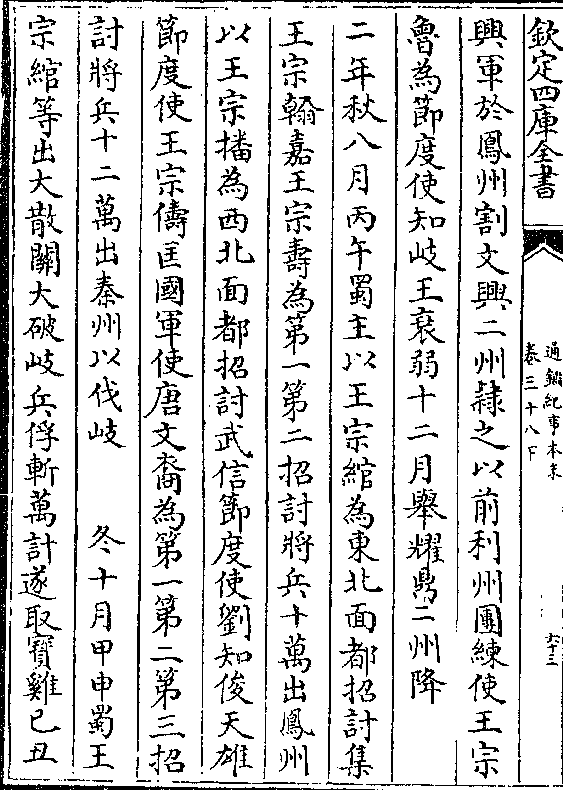 欽定四庫全書
通鑑紀事本末
卷三十八下
六十三
興軍於鳳州割文興二州隸之以前利州團練使王宗
魯為節度使知岐王衰弱十二月舉耀鼎二州降
二年秋八月丙午蜀主以王宗綰為東北面都招討集
王宗翰嘉王宗壽為第一第二招討將兵十萬出鳳州
以王宗播為西北面都招討武信節度使劉知俊天雄
節度使王宗儔匡國軍使唐文裔為第一第二第三招
討將兵十二萬出秦州以伐岐 冬十月甲申蜀王
宗綰等出大散關大破岐兵俘斬萬計遂取寶雞己丑